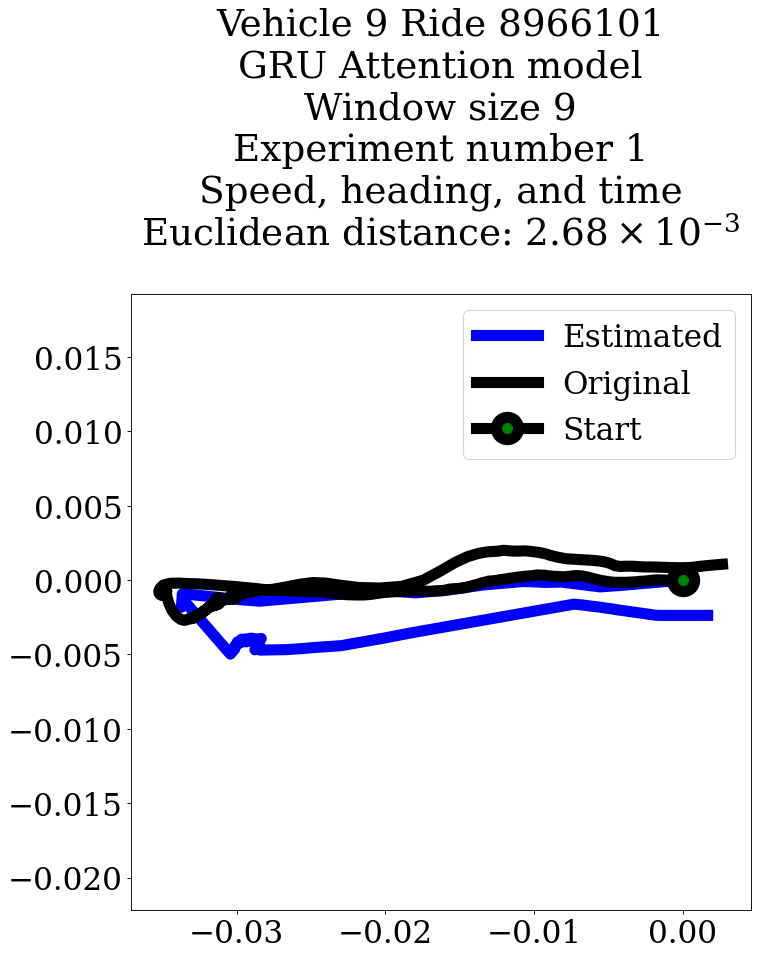 Vehicle 9 Ride 8966101
GRU Attention model
Window size 9
Experiment number 1
Speed, heading, and time
Euclidean distance: 2.68 × 10⁻³
Estimated
Original
Start
0.015
0.010
0.005
0.000
−0.005
−0.010
−0.015
−0.020
−0.03 −0.02 −0.01 0.00